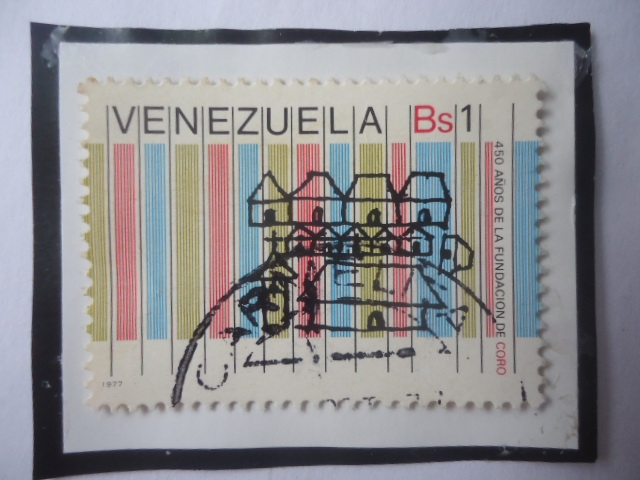 VENEZUELA Bs1
450 AÑOS DE LA FUNDACION DE CORO
1977